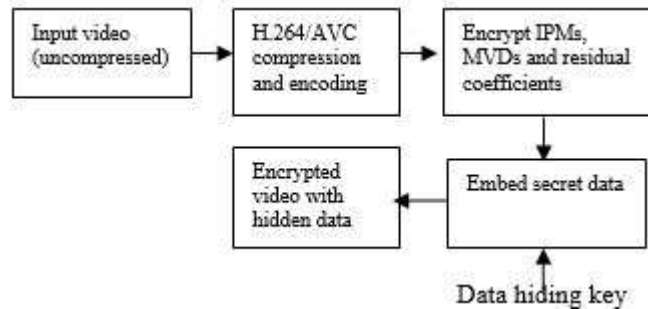 Input video
(uncompressed)
H.264/AVC
compression
and encoding
Encrypt IPMs,
MVDs and residual
coefficients
Encrypted
video with
hidden data
Embed secret data
Data hiding key